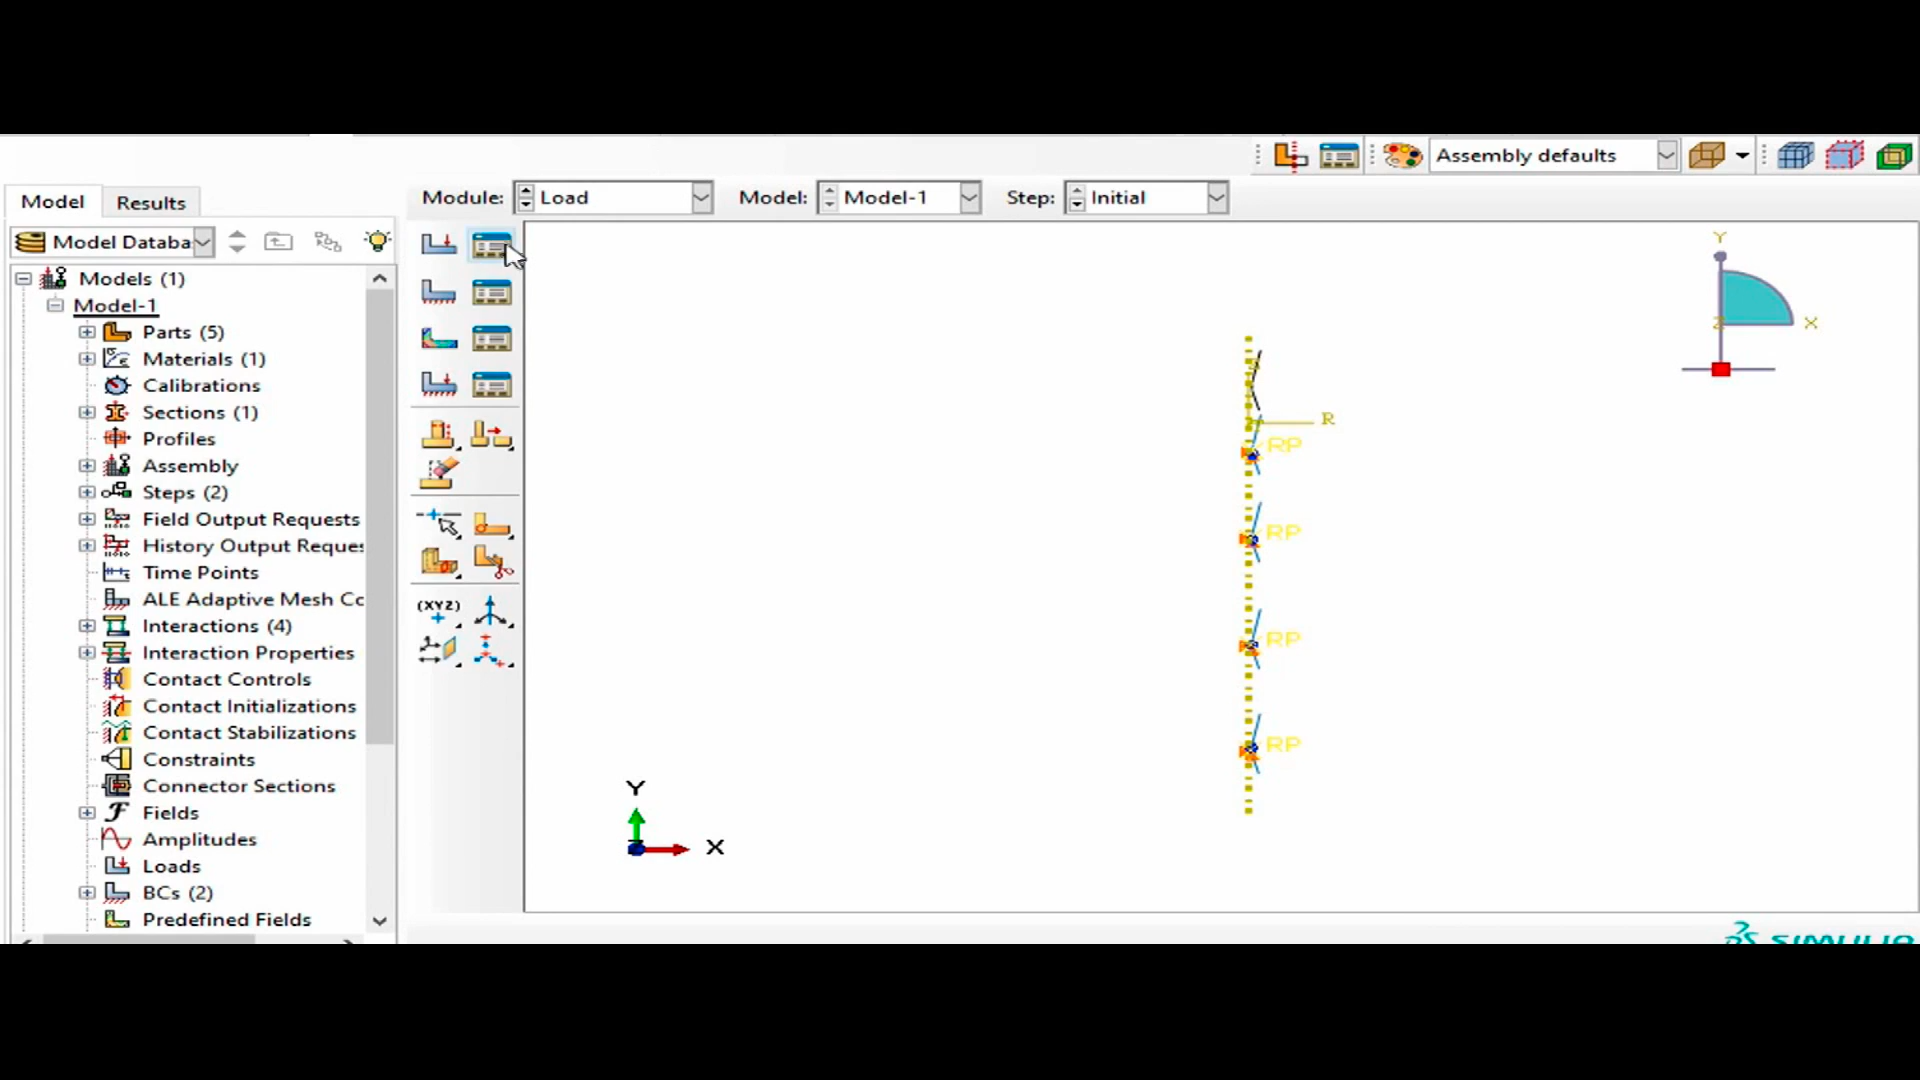 Assembly defaults
Model Results
Module: Load Model: Model-1 Step: Initial
Model Databa
Models (1)
Model-1
Parts (5)
Materials (1)
Calibrations
Sections (1)
Profiles
Assembly
Steps (2)
Field Output Requests
History Output Reques
Time Points
ALE Adaptive Mesh Co
Interactions (4)
Interaction Properties
Contact Controls
Contact Initializations
Contact Stabilizations
Constraints
Connector Sections
Fields
Amplitudes
Loads
BCs (2)
Predefined Fields
(XYZ)
Y
X
Z
R
RP
RP
RP
RP
Y
X
SIMULIA